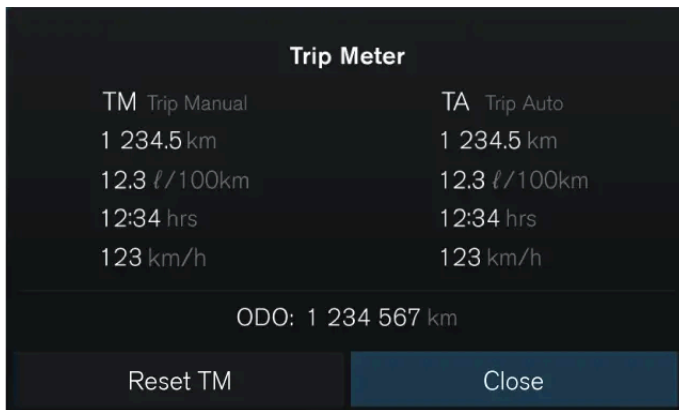 Trip Meter
TM Trip Manual
1 234.5 km
12.3 ℓ/100km
12:34 hrs
123 km/h
TA Trip Auto
1 234.5 km
12.3 ℓ/100km
12:34 hrs
123 km/h
ODO: 1 234 567 km
Reset TM
Close